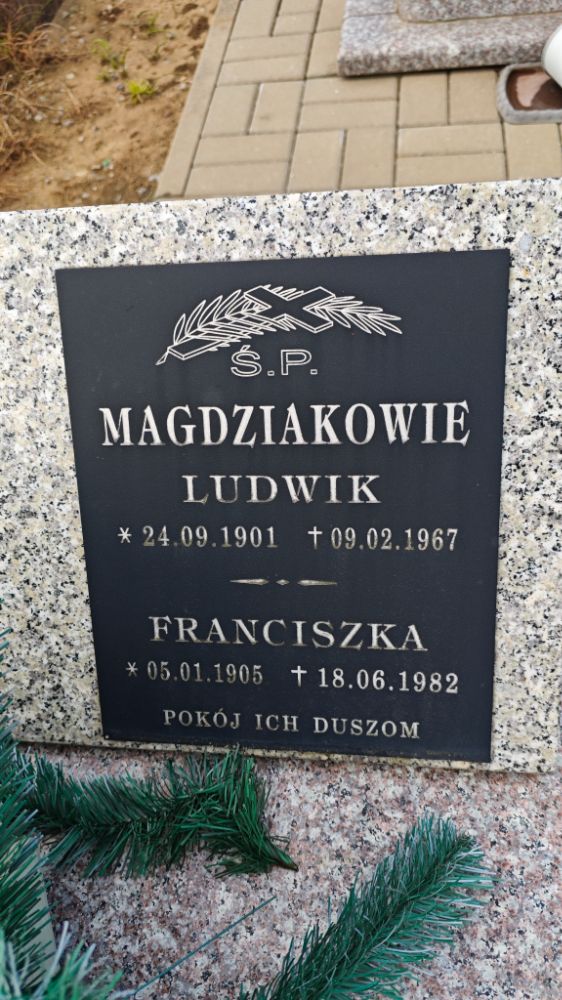 Ś.P.
MAGDZIAKOWIE
LUDWIK
* 24.09.1901 † 09.02.1967
FRANCISZKA
* 05.01.1905 † 18.06.1982
POKÓJ ICH DUSZOM